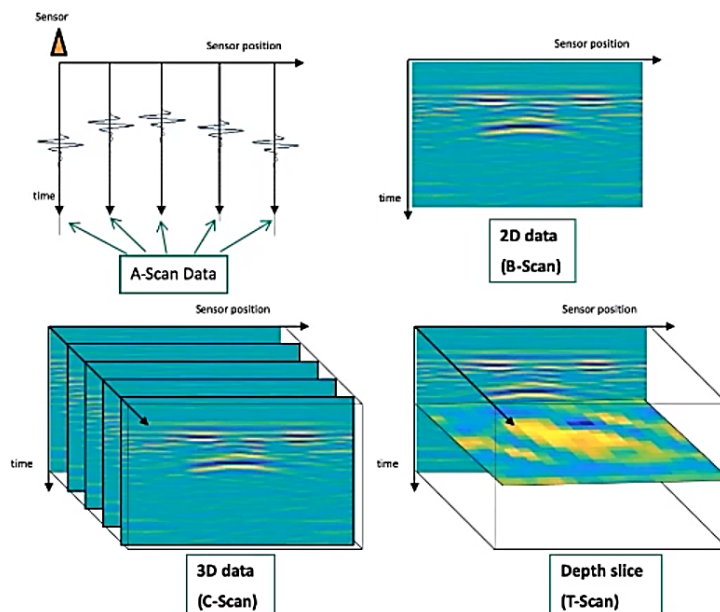 Sensor
Sensor position
time
A-Scan Data
Sensor position
time
2D data
(B-Scan)
Sensor position
time
3D data
(C-Scan)
Sensor position
time
Depth slice
(T-Scan)